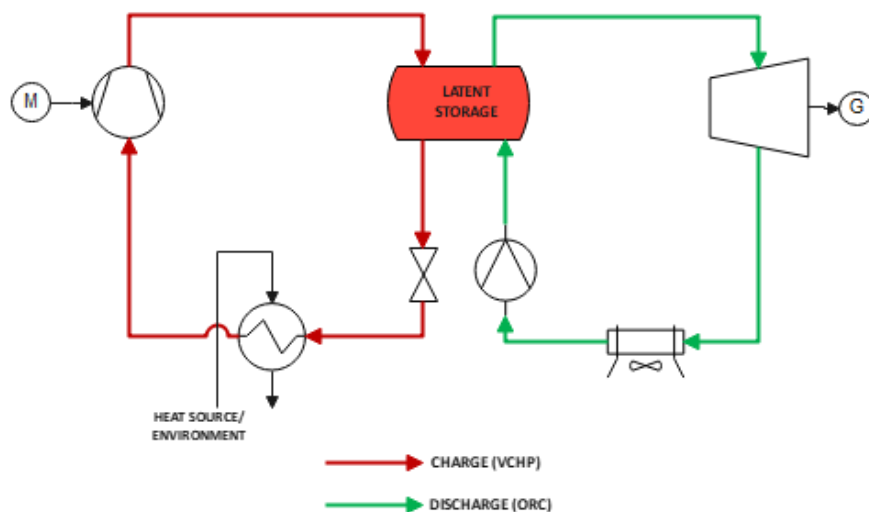 M
LATENT
STORAGE
G
HEAT SOURCE/
ENVIRONMENT
CHARGE (VCHP)
DISCHARGE (ORC)